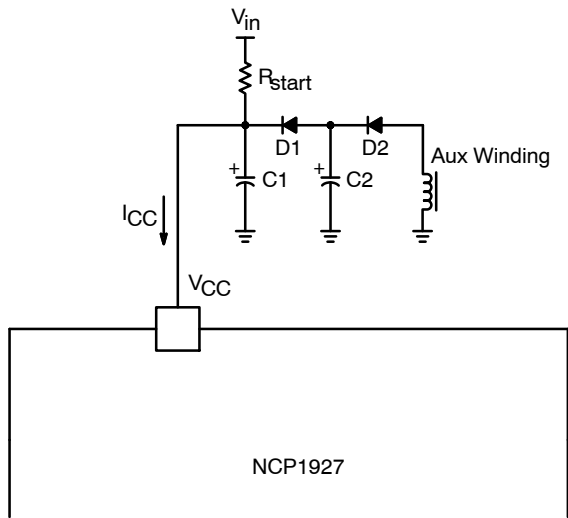 Vin
Rstart
D1
D2
Aux Winding
C1
C2
+
+
ICC
VCC
NCP1927